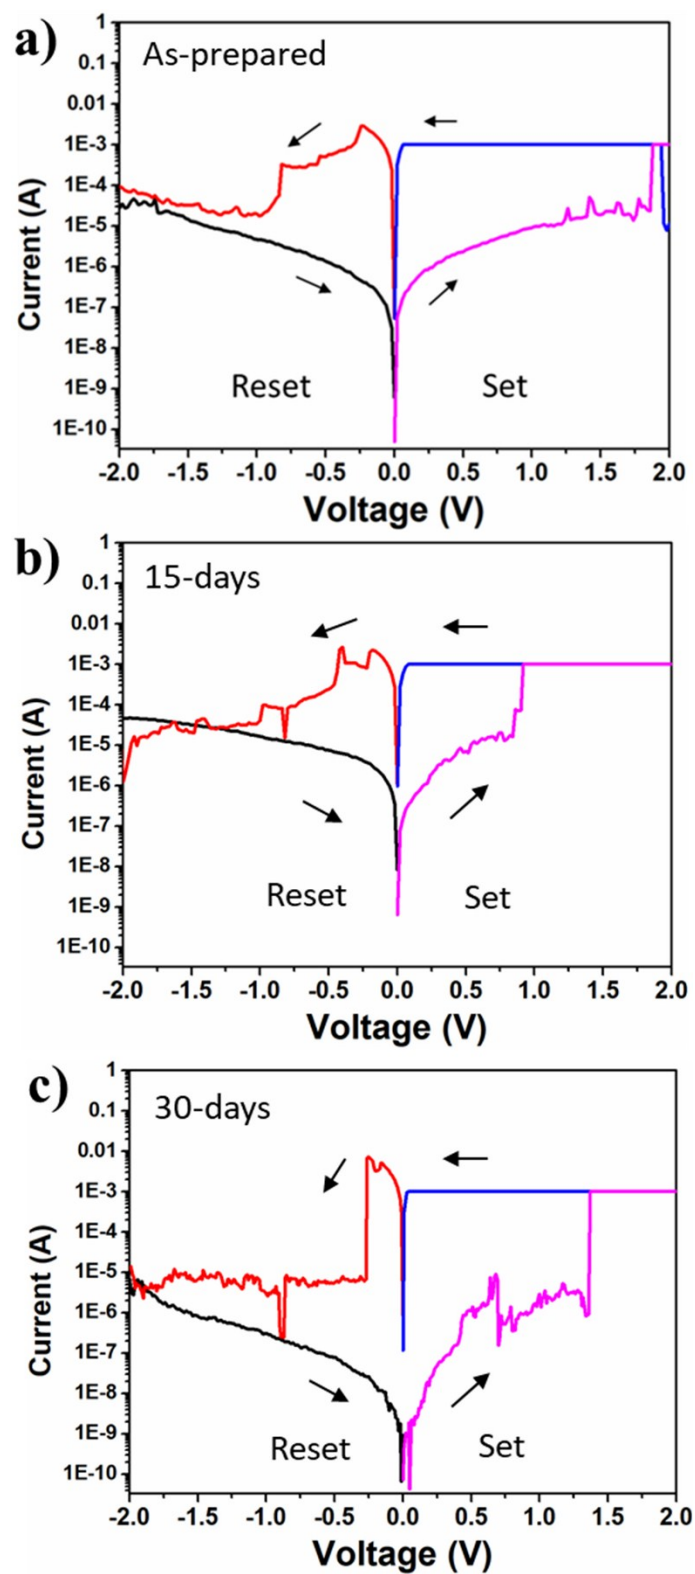 a)
As-prepared
1
0.1
0.01
1E-3
1E-4
1E-5
1E-6
1E-7
1E-8
1E-9
1E-10
Current (A)
Reset
Set
-2.0 -1.5 -1.0 -0.5 0.0 0.5 1.0 1.5 2.0
Voltage (V)
b)
15-days
1
0.1
0.01
1E-3
1E-4
1E-5
1E-6
1E-7
1E-8
1E-9
1E-10
Current (A)
Reset
Set
-2.0 -1.5 -1.0 -0.5 0.0 0.5 1.0 1.5 2.0
Voltage (V)
c)
30-days
1
0.1
0.01
1E-3
1E-4
1E-5
1E-6
1E-7
1E-8
1E-9
1E-10
Current (A)
Reset
Set
-2.0 -1.5 -1.0 -0.5 0.0 0.5 1.0 1.5 2.0
Voltage (V)